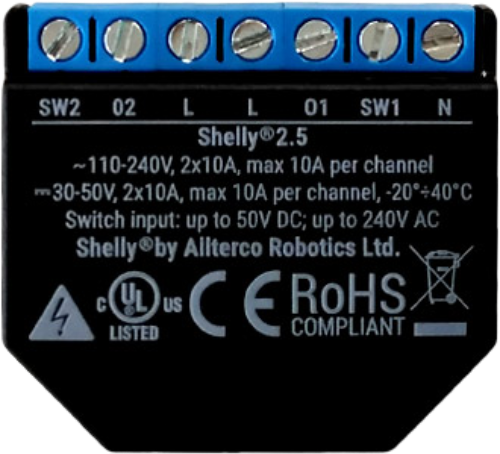 SW2 02 L L O1 SW1 N
Shelly®2.5
~110-240V, 2x10A, max 10A per channel
⎓30-50V, 2x10A, max 10A per channel, -20°÷40°C
Switch input: up to 50V DC; up to 240V AC
Shelly®by Allterco Robotics Ltd.
C UL US
LISTED
CE
RoHS
COMPLIANT